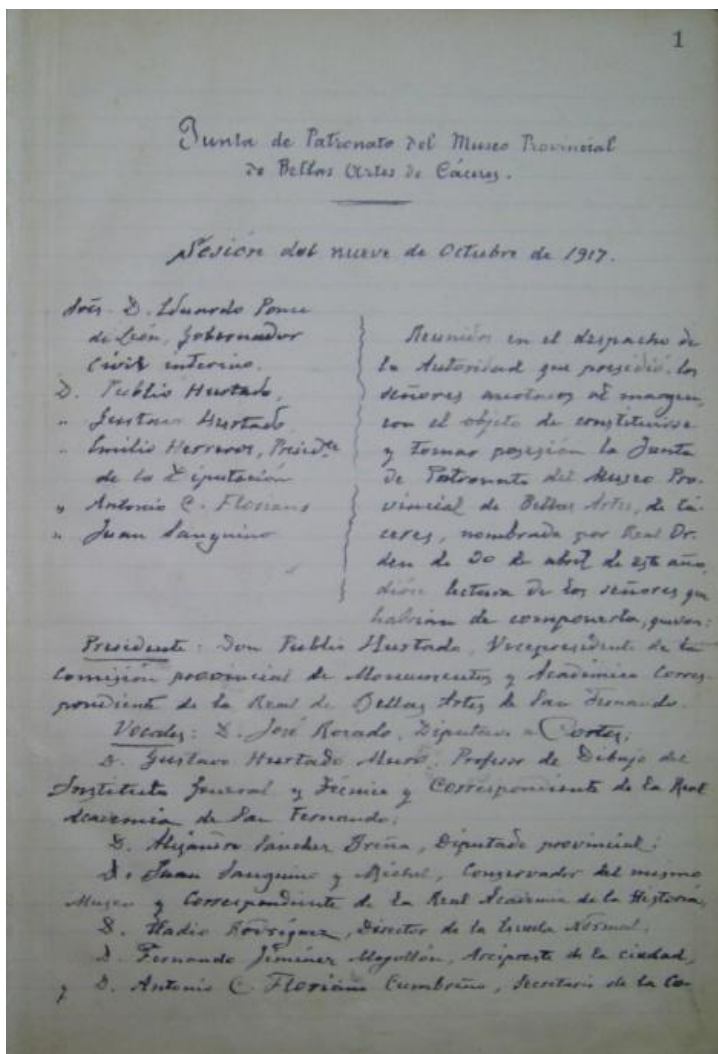 1
Junta de Patronato del Museo Provincial
de Bellas Artes de Cáceres.
Sesión del nueve de Octubre de 1917.
D. Eduardo Ponce
de León, Gobernador
Civil interino.
D. Publio Hurtado,
" Gustavo Hurtado,
" Emilio Herreros, Presid.te
de la Diputación
" Antonio C. Floriano
" Juan Sanguino
Reunidos en el despacho de
la Autoridad que presidió, los
señores anotados al margen,
con el objeto de constituirse
y tomar posesión la Junta
de Patronato del Museo Pro-
vincial de Bellas Artes, de Cá-
ceres, nombrada por Real Or-
den de 20 de abril de este año,
dióse lectura de los señores que
habían de componerla, que son:
Presidente: Don Publio Hurtado, Vicepresidente de la
Comisión provincial de Monumentos y Académico Corres-
pondiente de la Real de Bellas Artes de San Fernando.
Vocales: D. José Rosado, Diputado a Cortes;
D. Gustavo Hurtado Muro, Profesor de Dibujo del
Instituto General y Técnico y Correspondiente de la Real
Academia de San Fernando;
D. Alejandro Sánchez Breña, Diputado provincial;
D. Juan Sanguino y Michel, Conservador del mismo
Museo y Correspondiente de la Real Academia de la Historia,
D. Eladio Rodríguez, Director de la Escuela Normal,
D. Fernando Jiménez Mogollón, Arcipreste de la ciudad,
y D. Antonio C. Floriano Cumbreño, Secretario de la Co-